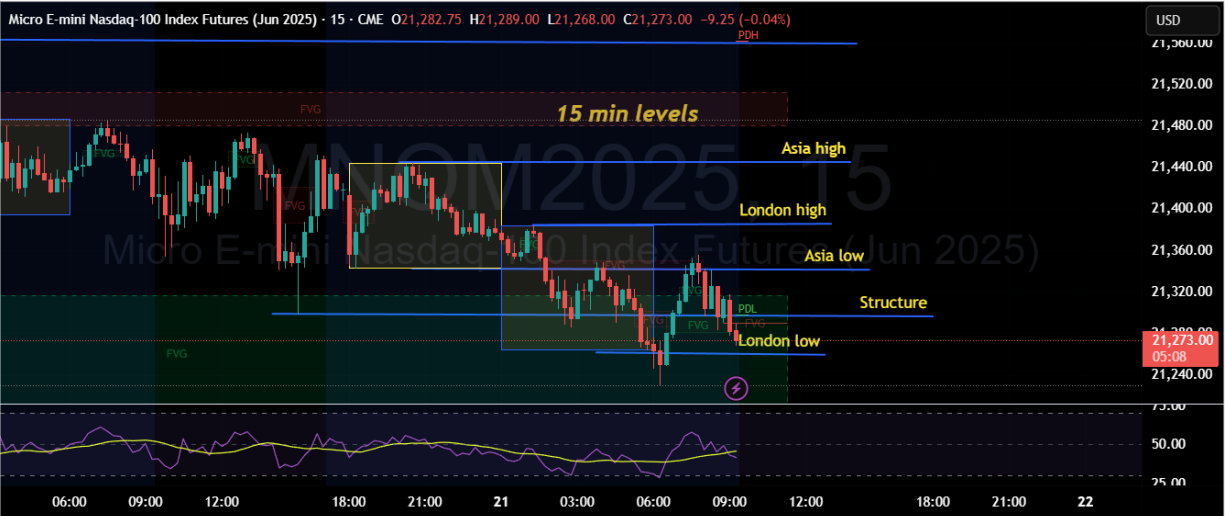 Micro E-mini Nasdaq-100 Index Futures (Jun 2025) · 15 · CME O21,282.75 H21,289.00 L21,268.00 C21,273.00 −9.25 (−0.04%)
USD
PDH
21,560.00
21,520.00
FVG
15 min levels
21,480.00
FVG
FVG
Asia high
MNQM2025, 15
21,440.00
FVG
London high
21,400.00
Micro E-mini Nasdaq-100 Index Futures (Jun 2025)
FVG
Asia low
21,360.00
FVG
FVG
21,320.00
Structure
PDL
FVG
FVG
FVG
21,280.00
London low
21,273.00
05:08
FVG
21,240.00
75.00
50.00
25.00
06:00 09:00 12:00 18:00 21:00 21 03:00 06:00 09:00 12:00 18:00 21:00 22